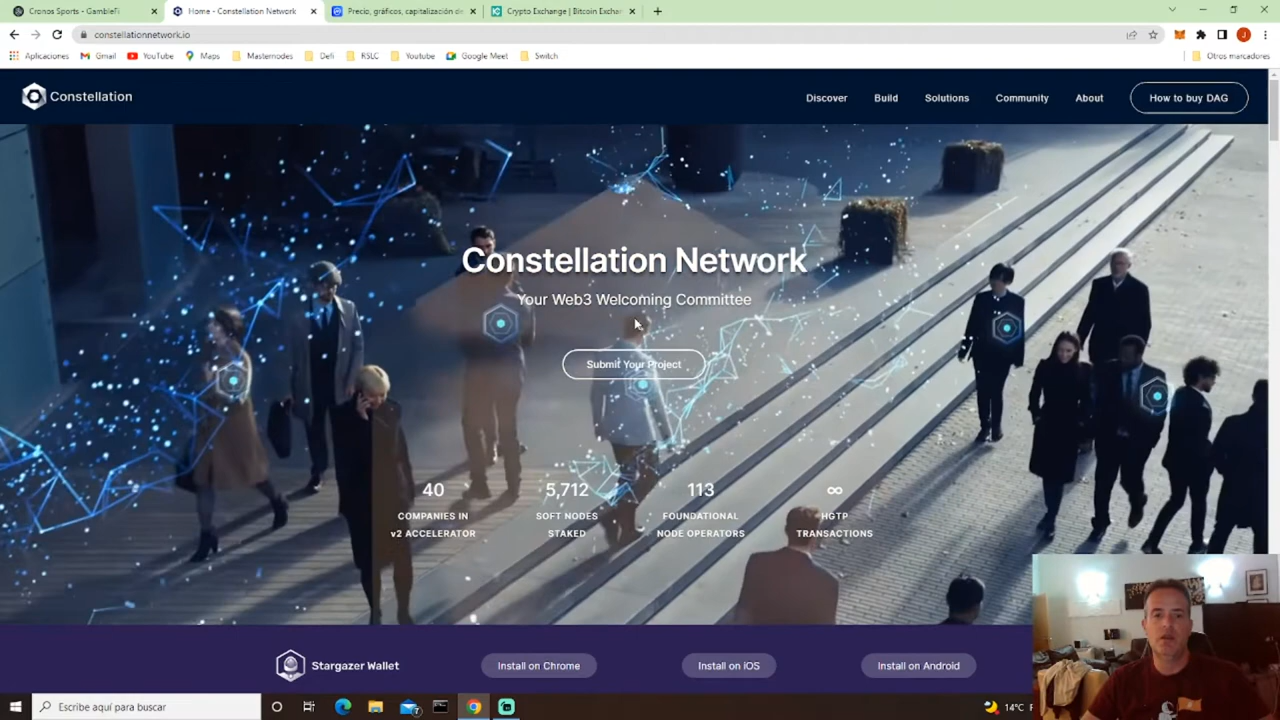 Cronos Sports - GambleFi
Home - Constellation Network
Precio, gráficos, capitalización de
Crypto Exchange | Bitcoin Exchan
constellationnetwork.io
Aplicaciones
Gmail
YouTube
Maps
Masternodes
Defi
RSLC
Youtube
Google Meet
Switch
Otros marcadores
Constellation
Discover
Build
Solutions
Community
About
How to buy DAG
Constellation Network
Your Web3 Welcoming Committee
Submit Your Project
40
5,712
113
∞
COMPANIES IN
v2 ACCELERATOR
SOFT NODES
STAKED
FOUNDATIONAL
NODE OPERATORS
HGTP
TRANSACTIONS
Stargazer Wallet
Install on Chrome
Install on iOS
Install on Android
Escribe aquí para buscar
14°C